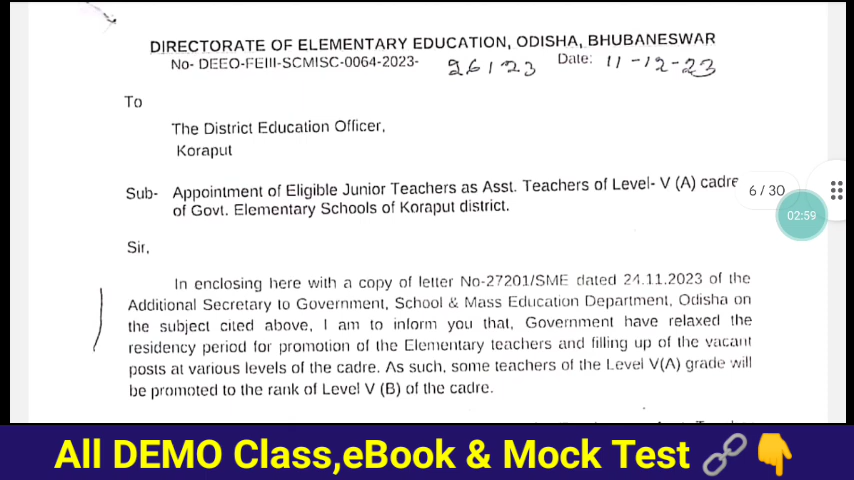 DIRECTORATE OF ELEMENTARY EDUCATION, ODISHA, BHUBANESWAR
No- DEEO-FEIII-SCMISC-0064-2023- 26123 Date: 11-12-23
To
The District Education Officer,
Koraput
Sub- Appointment of Eligible Junior Teachers as Asst. Teachers of Level- V (A) cadre
of Govt. Elementary Schools of Koraput district.
6 / 30
02:59
Sir,
In enclosing here with a copy of letter No-27201/SME dated 24.11.2023 of the
Additional Secretary to Government, School & Mass Education Department, Odisha on
the subject cited above, I am to inform you that, Government have relaxed the
residency period for promotion of the Elementary teachers and filling up of the vacant
posts at various levels of the cadre. As such, some teachers of the Level V(A) grade will
be promoted to the rank of Level V (B) of the cadre.
All DEMO Class,eBook & Mock Test